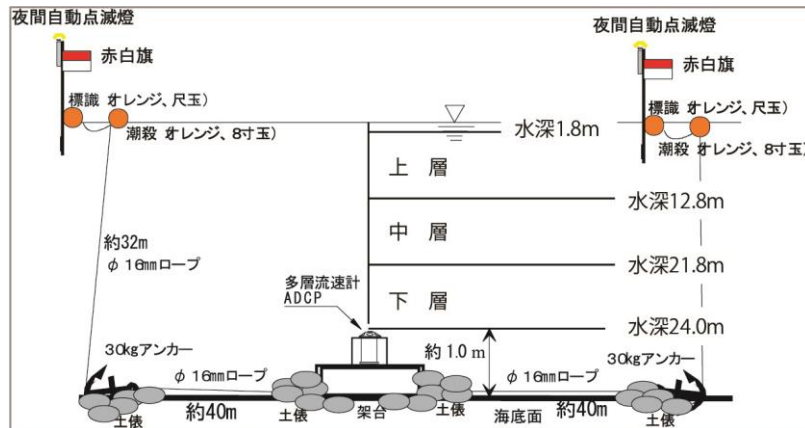 夜間自動点滅燈
赤白旗
標識 オレンジ、尺玉)
潮殺 オレンジ、8寸玉)
約32m
φ 16mmロープ
30kgアンカー
φ 16mmロープ
土俵
約40m
土俵
架台
土俵
海底面
約40m
土俵
多層流速計
ADCP
約 1.0 m
上 層
中 層
下 層
水深1.8m
水深12.8m
水深21.8m
水深24.0m
夜間自動点滅燈
赤白旗
標識 オレンジ、尺玉)
潮殺 オレンジ、8寸玉)
30kgアンカー
φ 16mmロープ